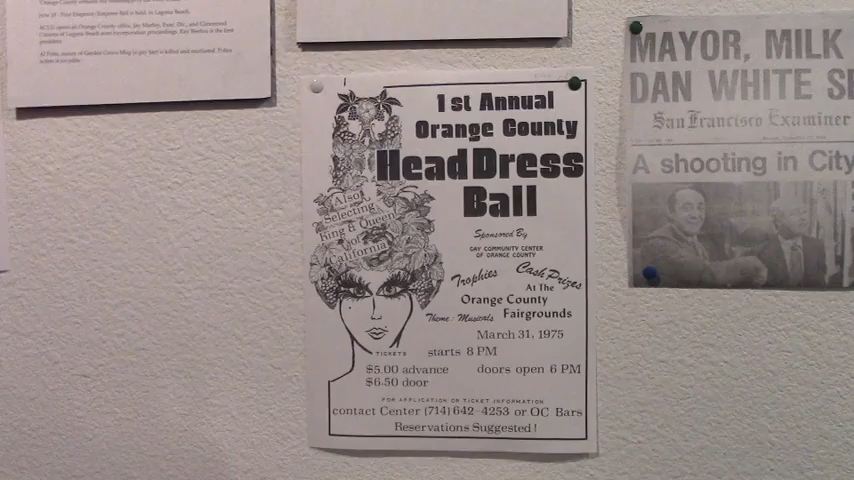 1st Annual
Orange County
HeadDress
Ball
Also
Selecting
King & Queen
of
California
Sponsored By
GAY COMMUNITY CENTER
OF ORANGE COUNTY
Trophies
Cash Prizes
At The
Orange County
Fairgrounds
Theme: Musicals
March 31, 1975
TICKETS
starts 8 PM
$5.00 advance
doors open 6 PM
$6.50 door
FOR APPLICATION OR TICKET INFORMATION
contact Center (714) 642-4253 or OC Bars
Reservations Suggested!
MAYOR, MILK
DAN WHITE S
San Francisco Examiner
A shooting in City